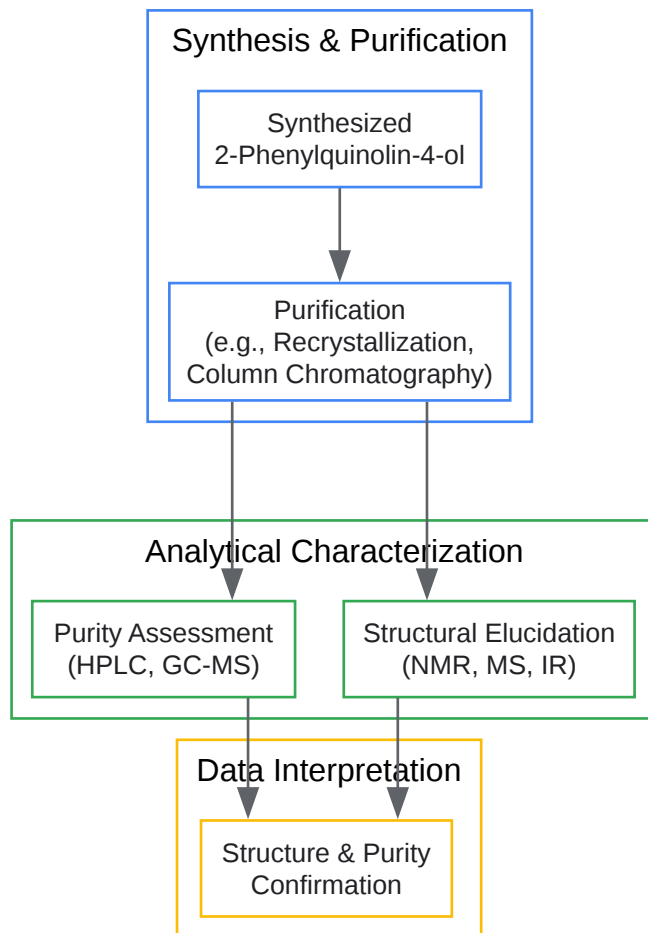 Synthesis & Purification
Synthesized
2-Phenylquinolin-4-ol
Purification
(e.g., Recrystallization,
Column Chromatography)
Analytical Characterization
Purity Assessment
(HPLC, GC-MS)
Structural Elucidation
(NMR, MS, IR)
Data Interpretation
Structure & Purity
Confirmation